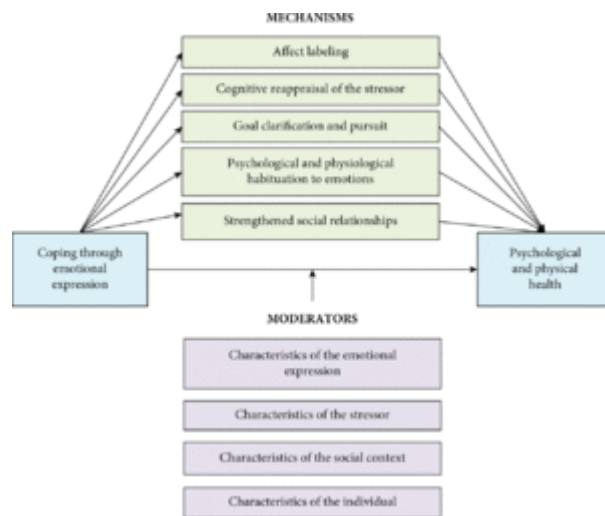 MECHANISMS
Affect labeling
Cognitive reappraisal of the stressor
Goal clarification and pursuit
Psychological and physiological
habituation to emotions
Strengthened social relationships
Coping through
emotional
expression
Psychological
and physical
health
MODERATORS
Characteristics of the emotional
expression
Characteristics of the stressor
Characteristics of the social context
Characteristics of the individual